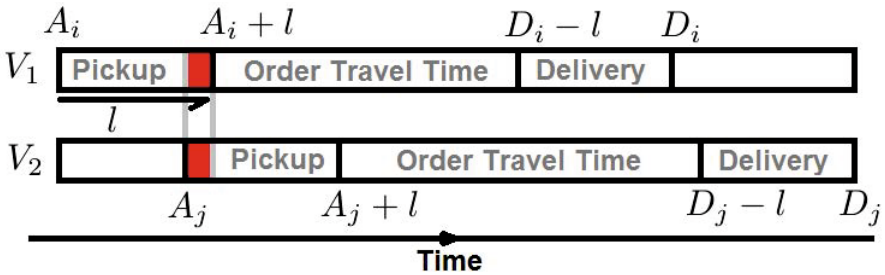 A_i A_i + l D_i − l D_i
V_1 Pickup Order Travel Time Delivery
l
V_2 Pickup Order Travel Time Delivery
A_j A_j + l D_j − l D_j
Time